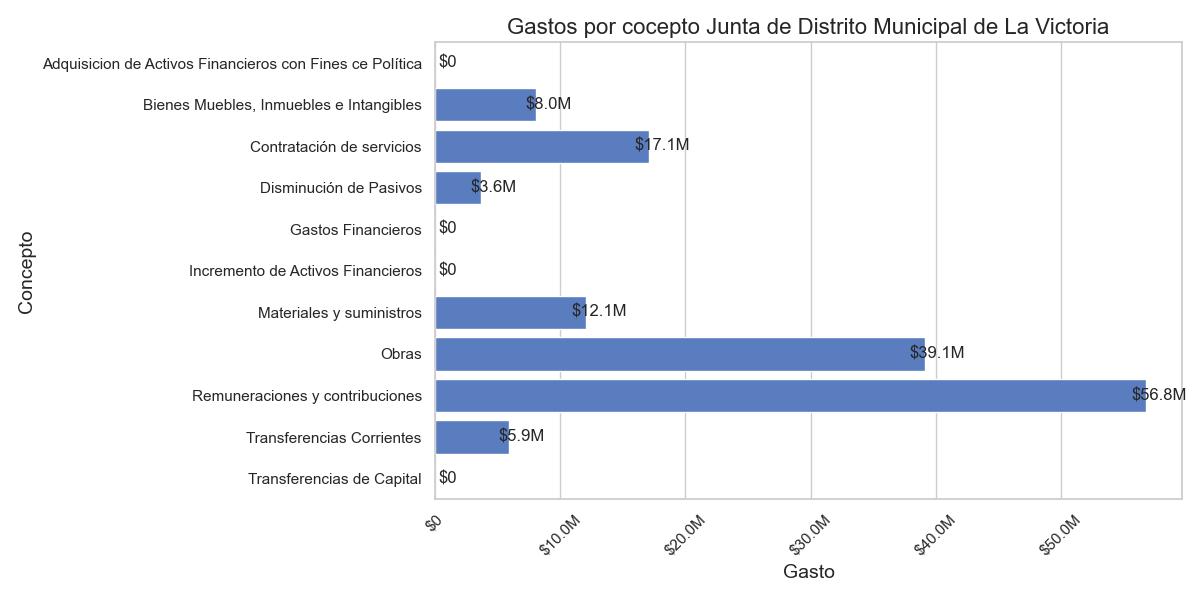 Gastos por cocepto Junta de Distrito Municipal de La Victoria
Concepto
Adquisicion de Activos Financieros con Fines ce Política $0
Bienes Muebles, Inmuebles e Intangibles $8.0M
Contratación de servicios $17.1M
Disminución de Pasivos $3.6M
Gastos Financieros $0
Incremento de Activos Financieros $0
Materiales y suministros $12.1M
Obras $39.1M
Remuneraciones y contribuciones $56.8M
Transferencias Corrientes $5.9M
Transferencias de Capital $0
$0 $10.0M $20.0M $30.0M $40.0M $50.0M
Gasto